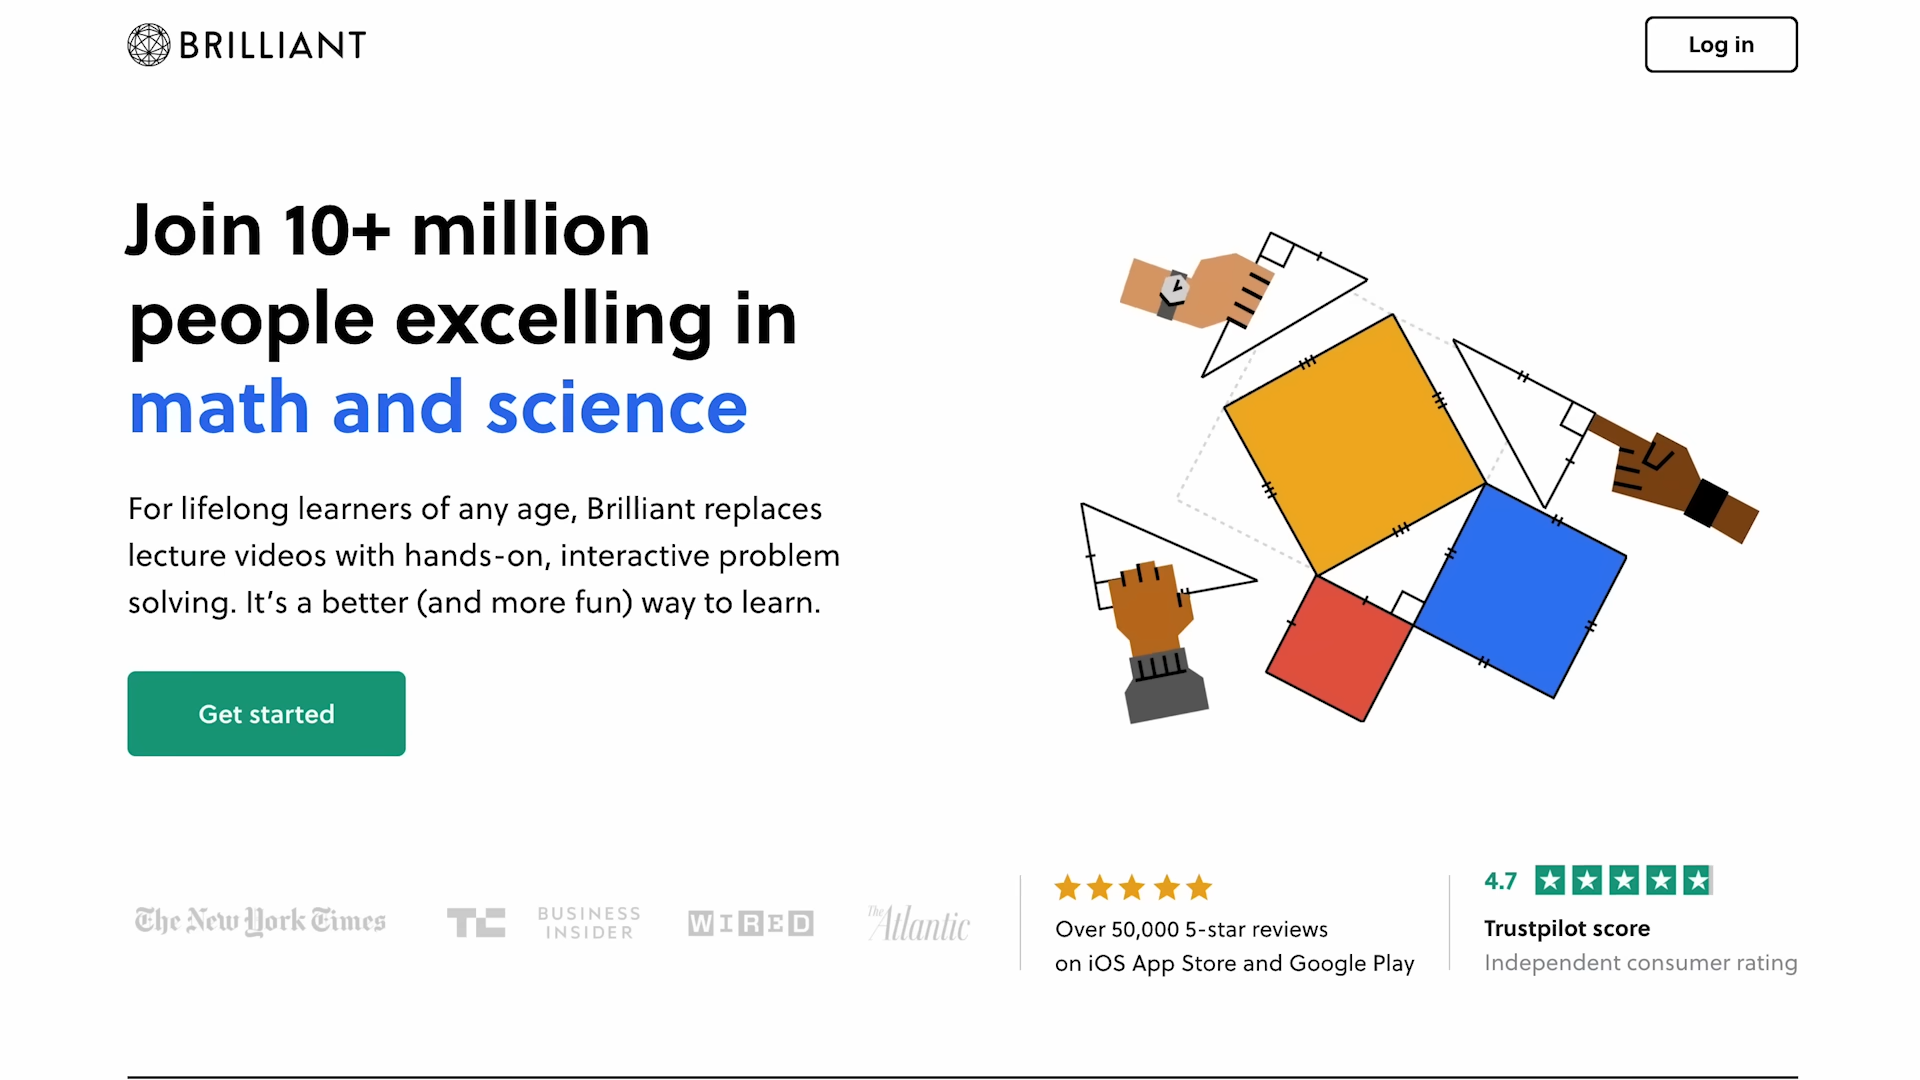 BRILLIANT
Log in
Join 10+ million
people excelling in
math and science
For lifelong learners of any age, Brilliant replaces
lecture videos with hands-on, interactive problem
solving. It’s a better (and more fun) way to learn.
Get started
The New York Times
TC
BUSINESS
INSIDER
WIRED
The Atlantic
Over 50,000 5-star reviews
on iOS App Store and Google Play
4.7
Trustpilot score
Independent consumer rating